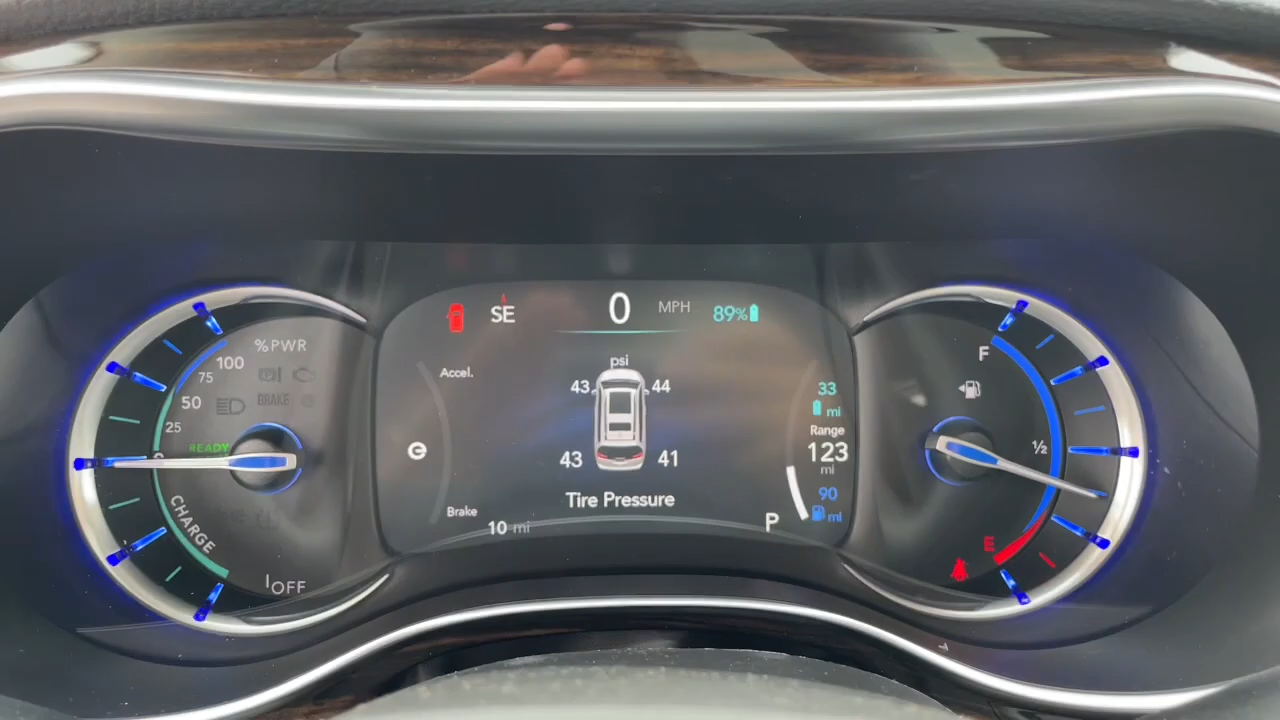 %PWR
100
75
50
25
BRAKE
READY
0
CHARGE
OFF
SE
0 MPH
89%
Accel.
psi
43 44
43 41
Tire Pressure
Brake
10 mi
33
mi
Range
123
mi
90
mi
P
F
½
E